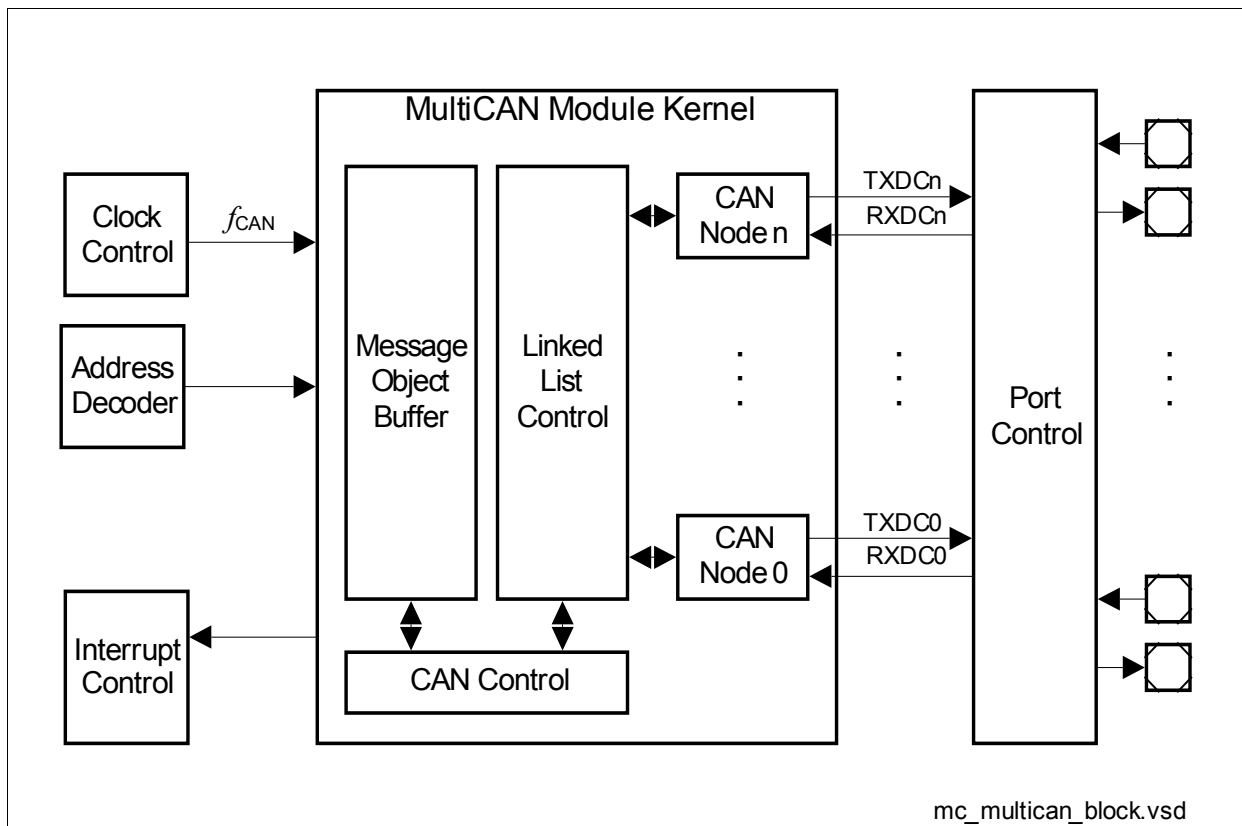 MultiCAN Module Kernel
Clock
Control
fCAN
Address
Decoder
Interrupt
Control
Message
Object
Buffer
Linked
List
Control
CAN Control
CAN
Node n
TXDCn
RXDCn
CAN
Node 0
TXDC0
RXDC0
Port
Control
mc_multican_block.vsd